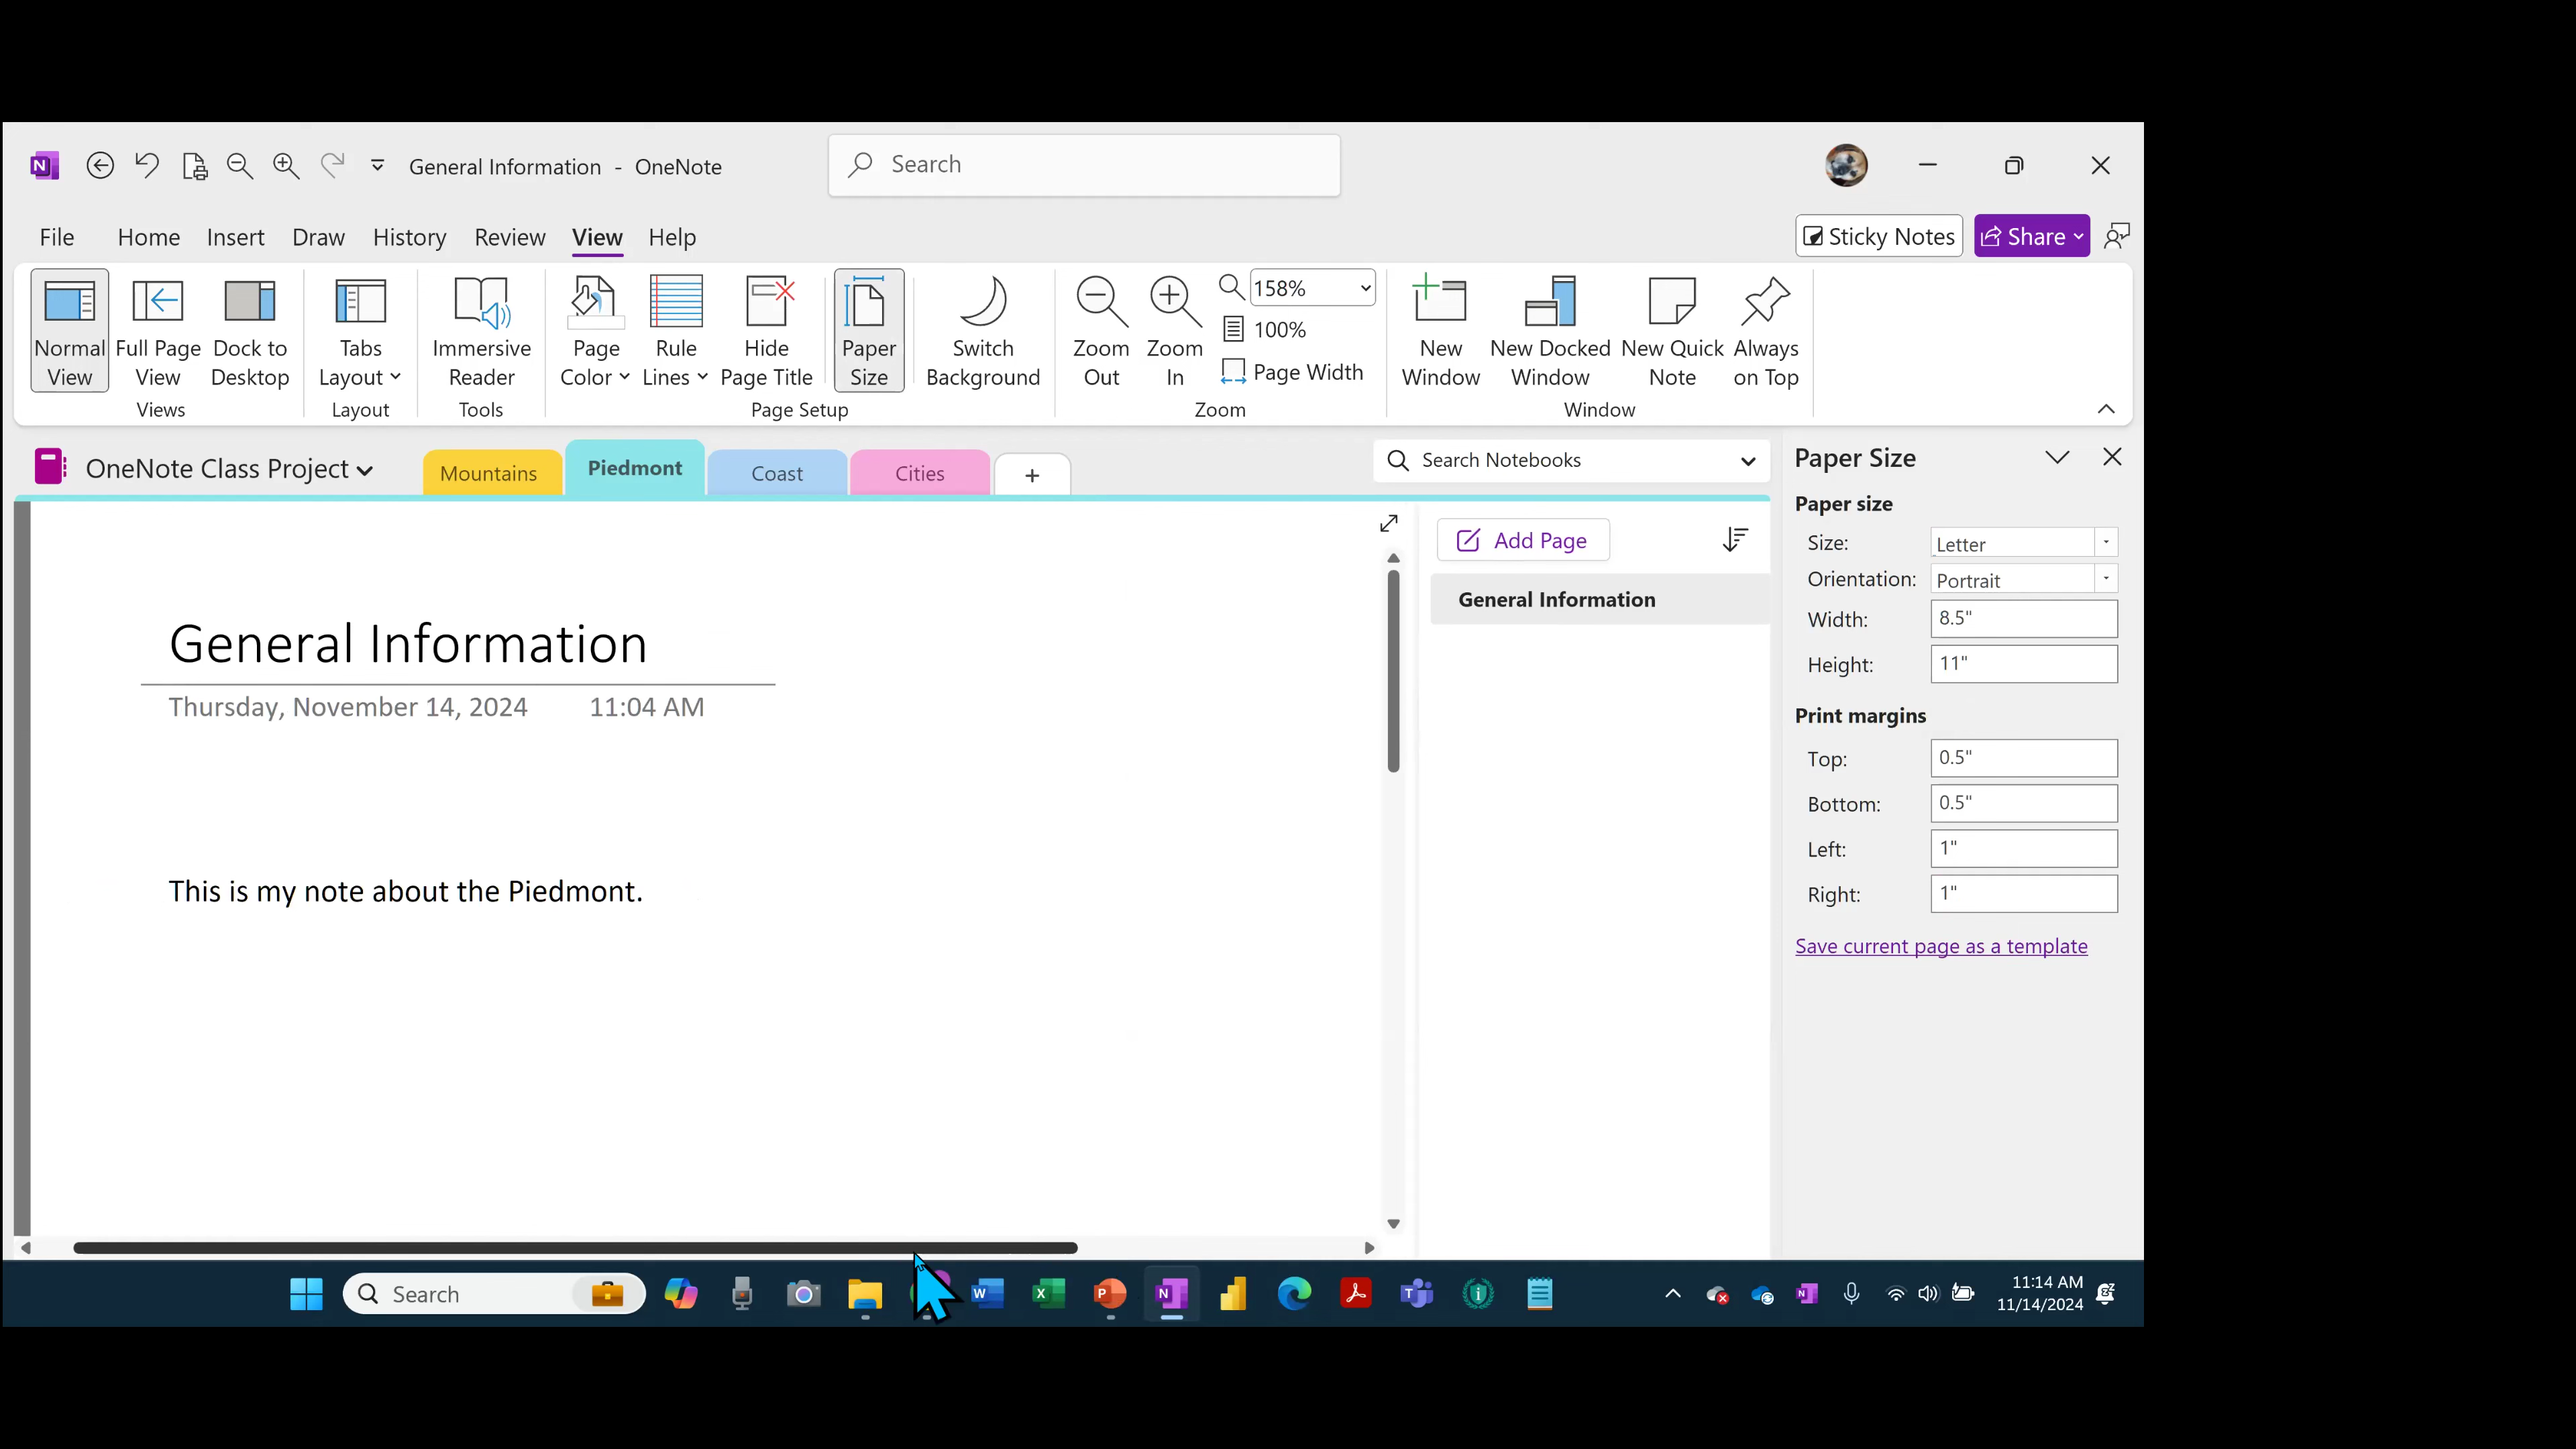 General Information - OneNote
Search
File Home Insert Draw History Review View Help
Sticky Notes
Share
Normal View
Full Page View
Dock to Desktop
Views
Tabs Layout
Layout
Immersive Reader
Tools
Page Color
Rule Lines
Hide Page Title
Paper Size
Switch Background
Page Setup
Zoom Out
Zoom In
158%
100%
Page Width
Zoom
New Window
New Docked Window
New Quick Note
Always on Top
Window
OneNote Class Project
Mountains
Piedmont
Coast
Cities
+
Search Notebooks
General Information
Thursday, November 14, 2024 11:04 AM
This is my note about the Piedmont.
Add Page
General Information
Paper Size
Paper size
Size: Letter
Orientation: Portrait
Width: 8.5"
Height: 11"
Print margins
Top: 0.5"
Bottom: 0.5"
Left: 1"
Right: 1"
Save current page as a template
Search
11:14 AM
11/14/2024